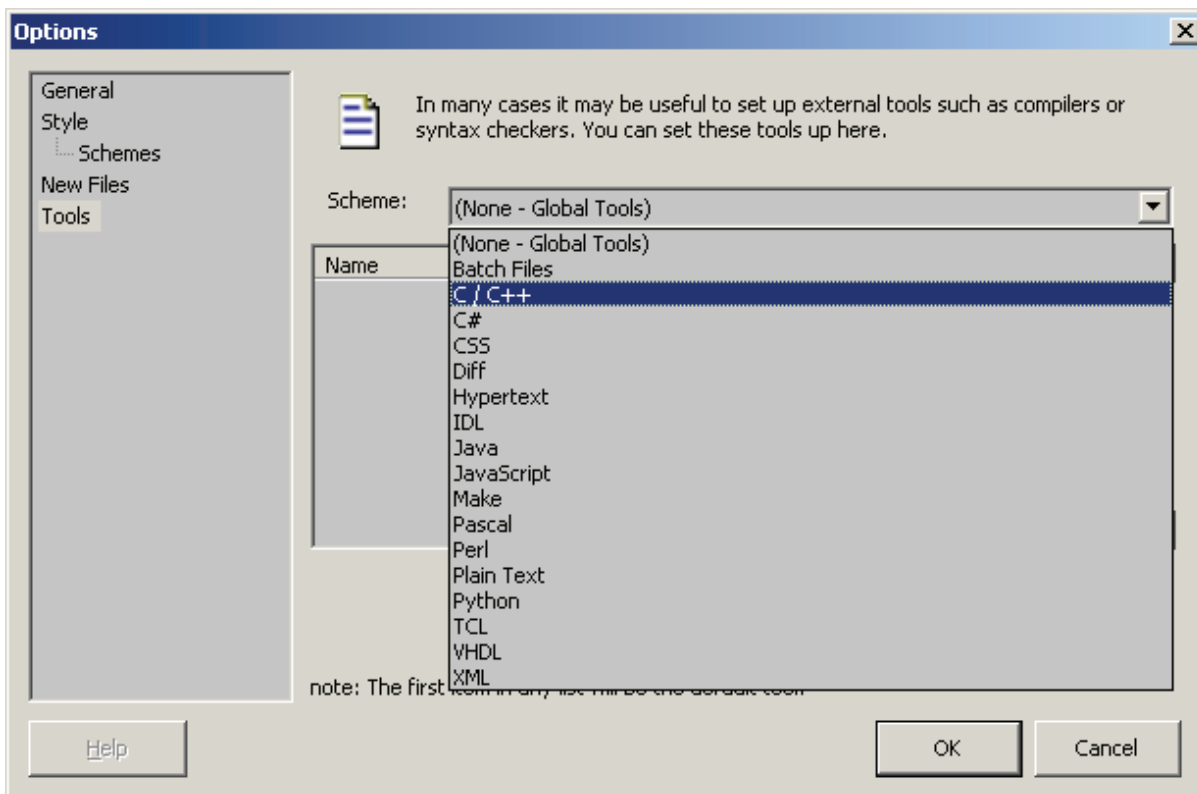 Options
General
Style
Schemes
New Files
Tools
In many cases it may be useful to set up external tools such as compilers or
syntax checkers. You can set these tools up here.
Scheme:
(None - Global Tools)
(None - Global Tools)
Batch Files
C / C++
C#
CSS
Diff
Hypertext
IDL
Java
JavaScript
Make
Pascal
Perl
Plain Text
Python
TCL
VHDL
XML
Name
note: The first
Help
OK
Cancel